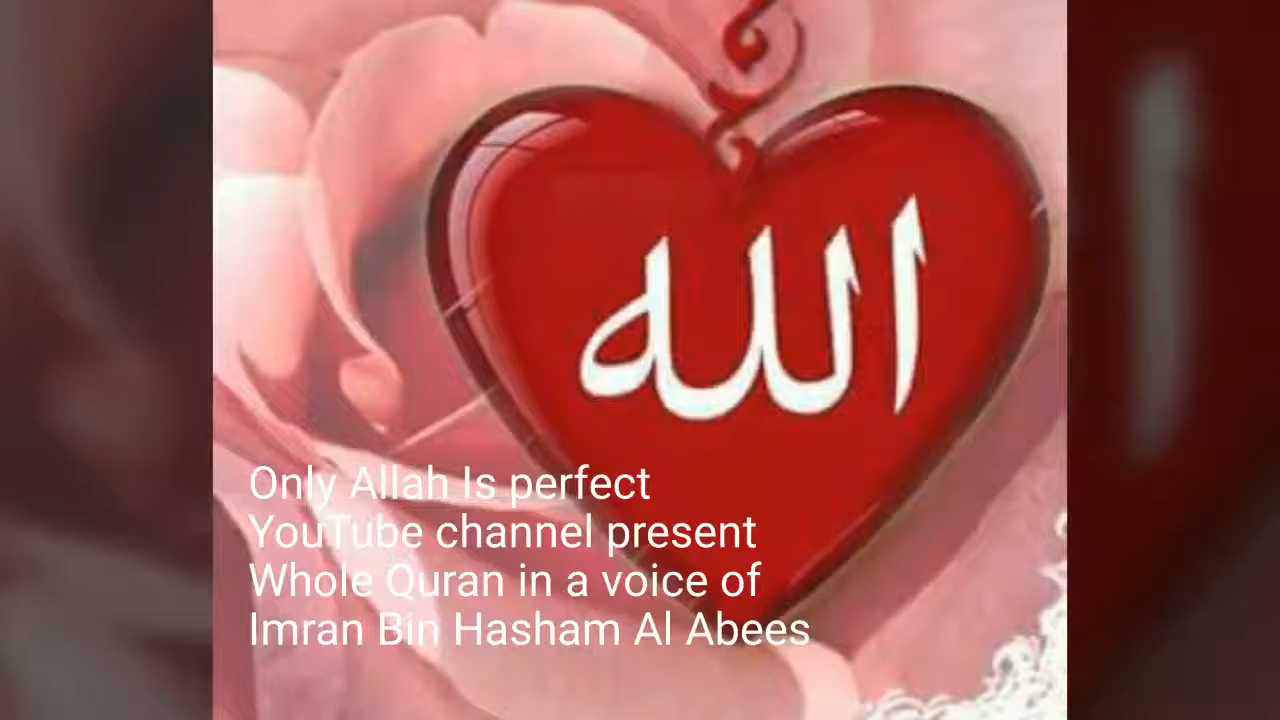 الله
Only Allah Is perfect
YouTube channel present
Whole Quran in a voice of
Imran Bin Hasham Al Abees